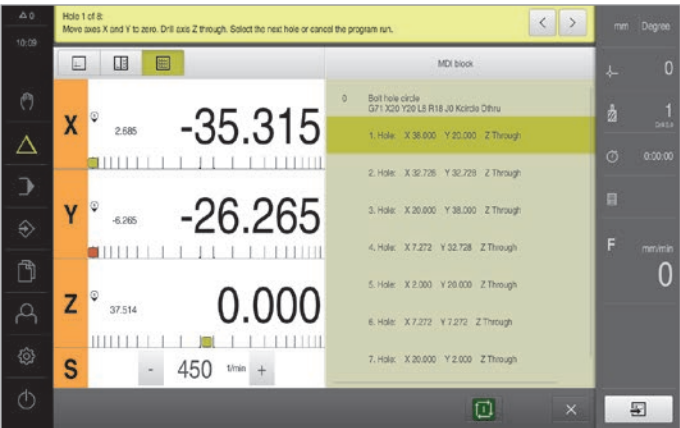 0
10:09
Hole 1 of 8:
Move axes X and Y to zero. Drill axis Z through. Select the next hole or cancel the program run.
mm Degree
0
1
0:00:00
F mm/min
0
X 2.685 -35.315
Y -6.265 -26.265
Z 37.514 0.000
S - 450 1/min +
MDI block
0 Bolt hole circle
G71 X20 Y20 L8 R18 J0 Kcircle Dthru
1. Hole: X 38.000 Y 20.000 Z Through
2. Hole: X 32.728 Y 32.728 Z Through
3. Hole: X 20.000 Y 38.000 Z Through
4. Hole: X 7.272 Y 32.728 Z Through
5. Hole: X 2.000 Y 20.000 Z Through
6. Hole: X 7.272 Y 7.272 Z Through
7. Hole: X 20.000 Y 2.000 Z Through